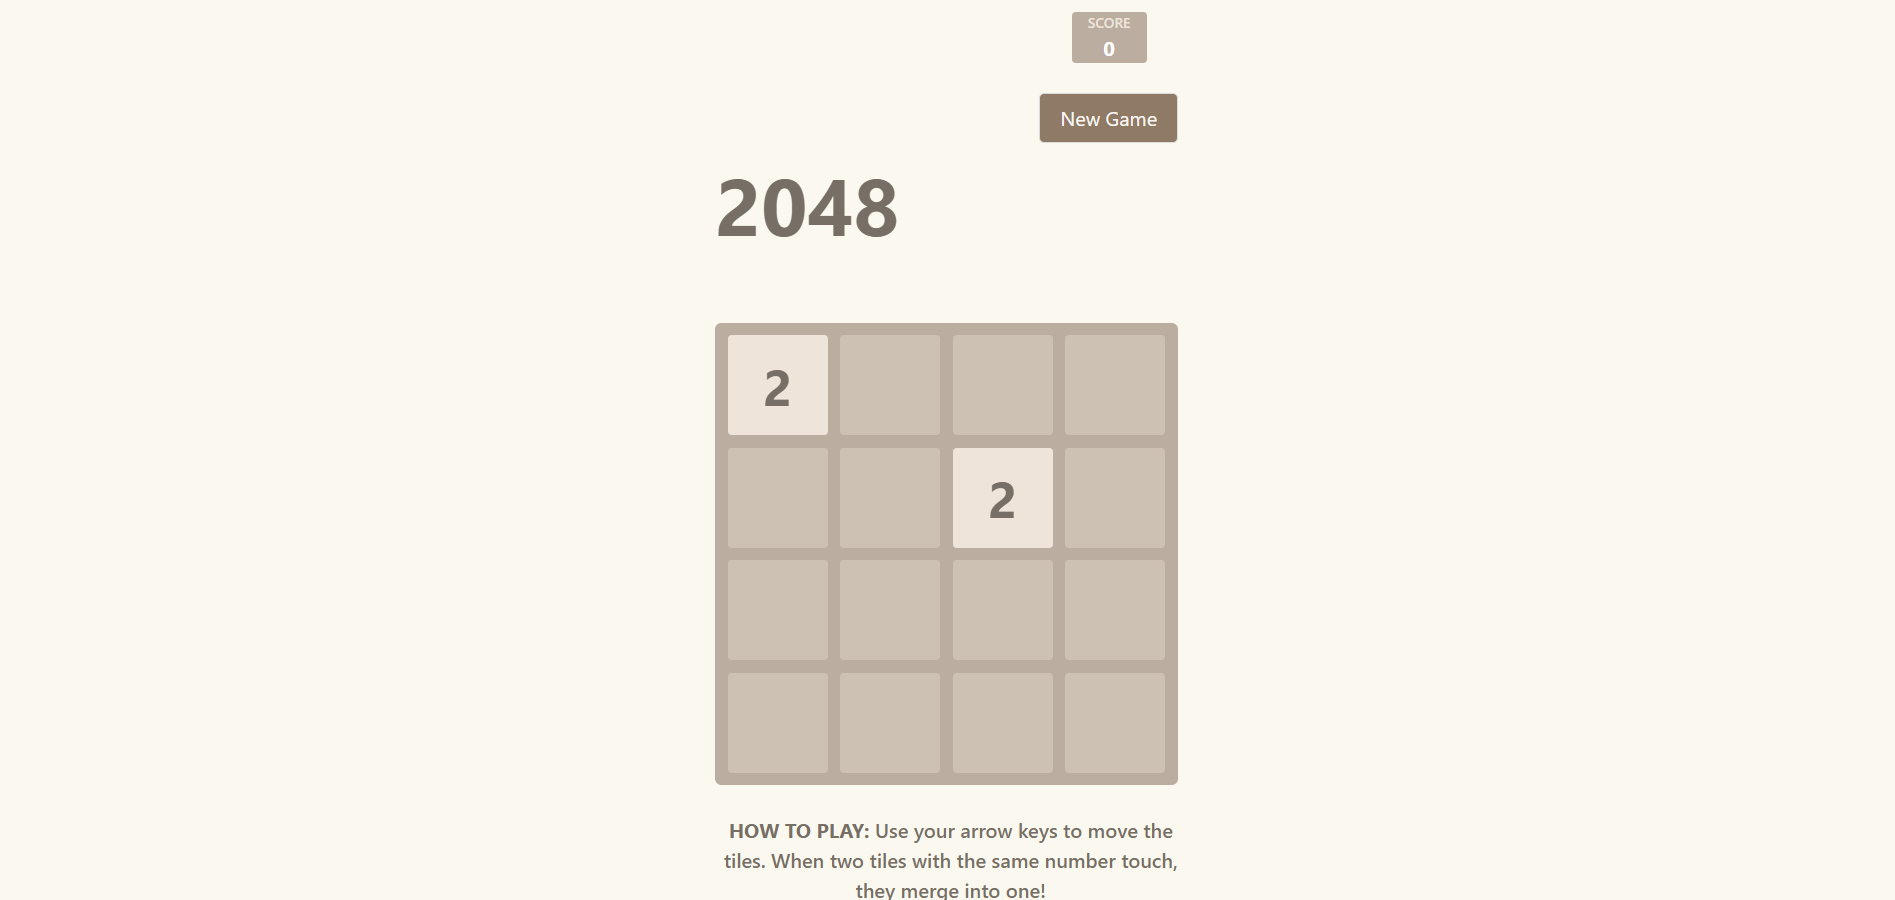 SCORE
0
New Game
2048
2
2
HOW TO PLAY: Use your arrow keys to move the
tiles. When two tiles with the same number touch,
they merge into one!